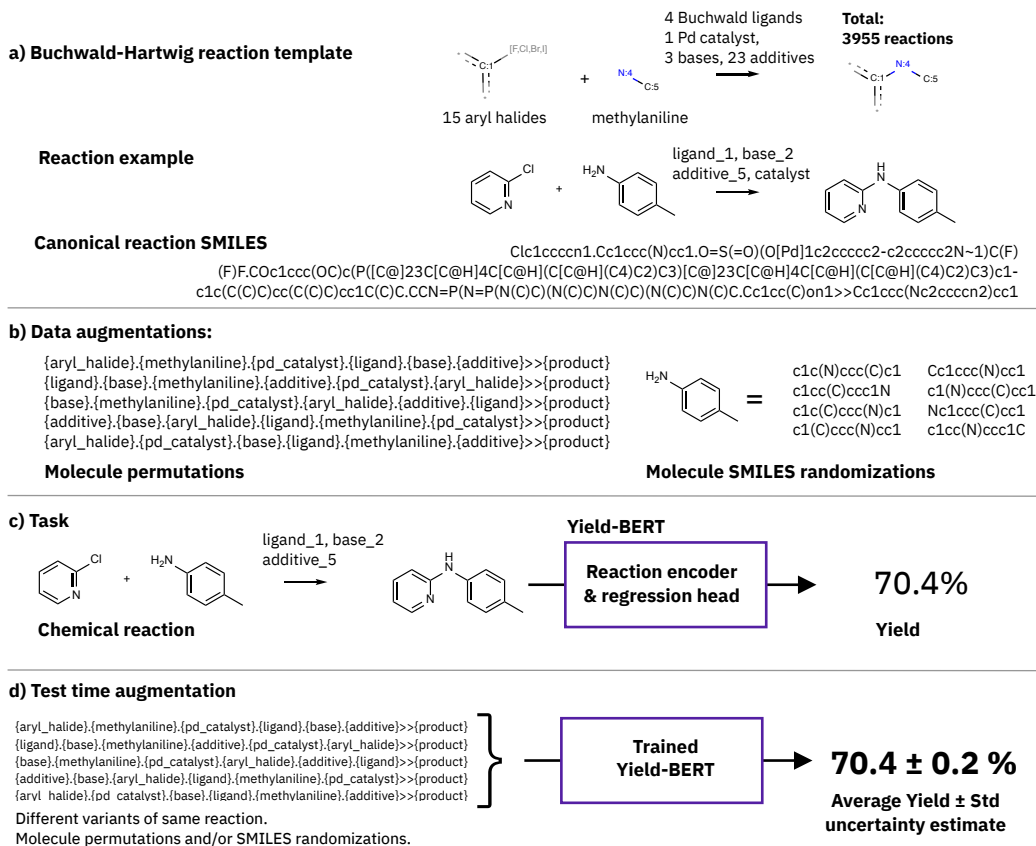 a) Buchwald-Hartwig reaction template
[F,Cl,Br,I]
C:1
+
N:4
C:5
4 Buchwald ligands
1 Pd catalyst,
3 bases, 23 additives
Total:
3955 reactions
N:4
C:1
C:5
15 aryl halides
methylaniline
Reaction example
Cl
N
+
H2N
ligand_1, base_2
additive_5, catalyst
H
N
N
Canonical reaction SMILES
Clc1ccccn1.Cc1ccc(N)cc1.O=S(=O)(O[Pd]1c2ccccc2-c2ccccc2N~1)C(F)
(F)F.COc1ccc(OC)c(P([C@]23C[C@H]4C[C@H](C[C@H](C4)C2)C3)[C@]23C[C@H]4C[C@H](C[C@H](C4)C2)C3)c1-
c1c(C(C)C)cc(C(C)C)cc1C(C)C.CCN=P(N=P(N(C)C)(N(C)C)N(C)C)(N(C)C)N(C)C.Cc1cc(C)on1>>Cc1ccc(Nc2ccccn2)cc1
b) Data augmentations:
{aryl_halide}.{methylaniline}.{pd_catalyst}.{ligand}.{base}.{additive}>>{product}
{ligand}.{base}.{methylaniline}.{additive}.{pd_catalyst}.{aryl_halide}>>{product}
{base}.{methylaniline}.{pd_catalyst}.{aryl_halide}.{additive}.{ligand}>>{product}
{additive}.{base}.{aryl_halide}.{ligand}.{methylaniline}.{pd_catalyst}>>{product}
{aryl_halide}.{pd_catalyst}.{base}.{ligand}.{methylaniline}.{additive}>>{product}
Molecule permutations
H2N
=
c1c(N)ccc(C)c1 Cc1ccc(N)cc1
c1cc(C)ccc1N c1(N)ccc(C)cc1
c1c(C)ccc(N)c1 Nc1ccc(C)cc1
c1(C)ccc(N)cc1 c1cc(N)ccc1C
Molecule SMILES randomizations
c) Task
Cl
N
+
H2N
ligand_1, base_2
additive_5
H
N
N
Chemical reaction
Yield-BERT
Reaction encoder
& regression head
70.4%
Yield
d) Test time augmentation
{aryl_halide}.{methylaniline}.{pd_catalyst}.{ligand}.{base}.{additive}>>{product}
{ligand}.{base}.{methylaniline}.{additive}.{pd_catalyst}.{aryl_halide}>>{product}
{base}.{methylaniline}.{pd_catalyst}.{aryl_halide}.{additive}.{ligand}>>{product}
{additive}.{base}.{aryl_halide}.{ligand}.{methylaniline}.{pd_catalyst}>>{product}
{aryl_halide}.{pd_catalyst}.{base}.{ligand}.{methylaniline}.{additive}>>{product}
Different variants of same reaction.
Molecule permutations and/or SMILES randomizations.
Trained
Yield-BERT
70.4 ± 0.2 %
Average Yield ± Std
uncertainty estimate